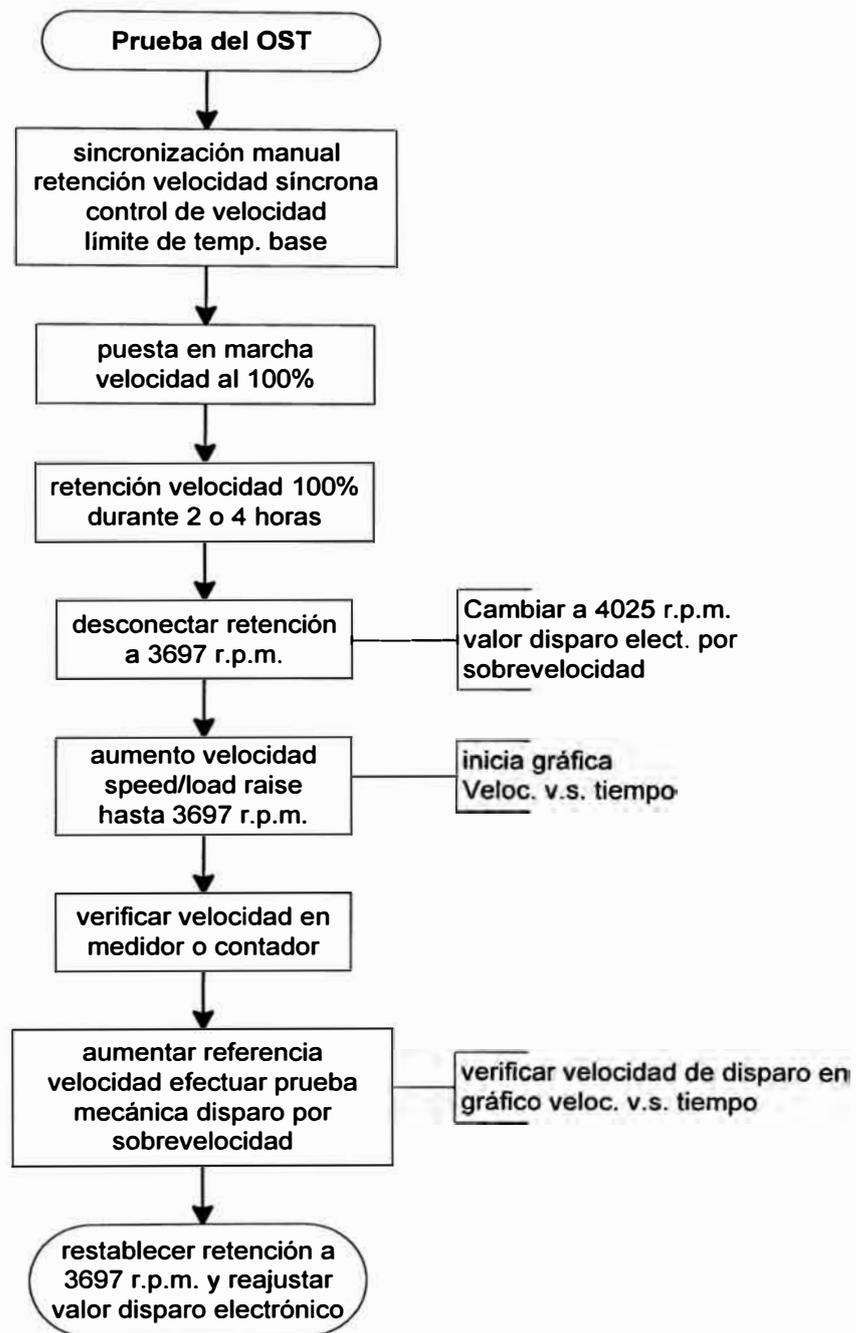 Prueba del OST
sincronización manual
retención velocidad síncrona
control de velocidad
límite de temp. base
puesta en marcha
velocidad al 100%
retención velocidad 100%
durante 2 o 4 horas
desconectar retención
a 3697 r.p.m.
Cambiar a 4025 r.p.m.
valor disparo elect. por
sobrevelocidad
aumento velocidad
speed/load raise
hasta 3697 r.p.m.
inicia gráfica
Veloc. v.s. tiempo
verificar velocidad en
medidor o contador
aumentar referencia
velocidad efectuar prueba
mecánica disparo por
sobrevelocidad
verificar velocidad de disparo en
gráfico veloc. v.s. tiempo
restablecer retención a
3697 r.p.m. y reajustar
valor disparo electrónico